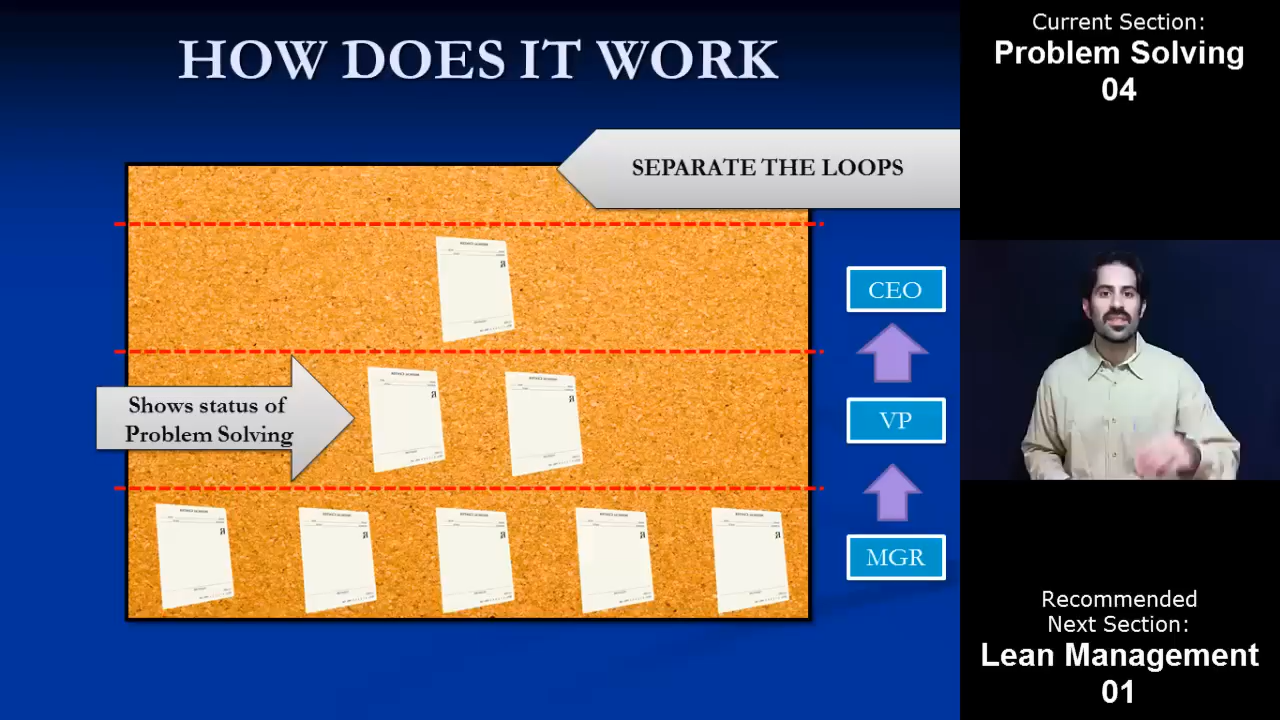 HOW DOES IT WORK
SEPARATE THE LOOPS
CEO
Shows status of
Problem Solving
VP
MGR
Current Section:
Problem Solving
04
Recommended
Next Section:
Lean Management
01